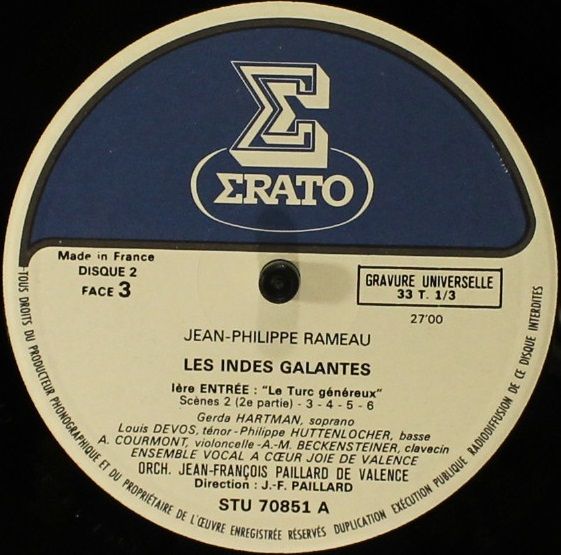 ΣRATO
Made in France
DISQUE 2
FACE 3
GRAVURE UNIVERSELLE
33 T. 1/3
27'00
JEAN-PHILIPPE RAMEAU
LES INDES GALANTES
Ière ENTRÉE : "Le Turc généreux"
Scènes 2 (2e partie) - 3 - 4 - 5 - 6
Gerda HARTMAN, soprano
Louis DEVOS, ténor - Philippe HUTTENLOCHER, basse
A. COURMONT, violoncelle - A.-M. BECKENSTEINER, clavecin
ENSEMBLE VOCAL A CŒUR JOIE DE VALENCE
ORCH. JEAN-FRANÇOIS PAILLARD DE VALENCE
Direction : J.-F. PAILLARD
STU 70851 A
-TOUS DROITS DU PRODUCTEUR PHONOGRAPHIQUE ET DU PROPRIÉTAIRE DE L'ŒUVRE ENREGISTRÉE RÉSERVÉS DUPLICATION EXÉCUTION PUBLIQUE RADIODIFFUSION DE CE DISQUE INTERDITES